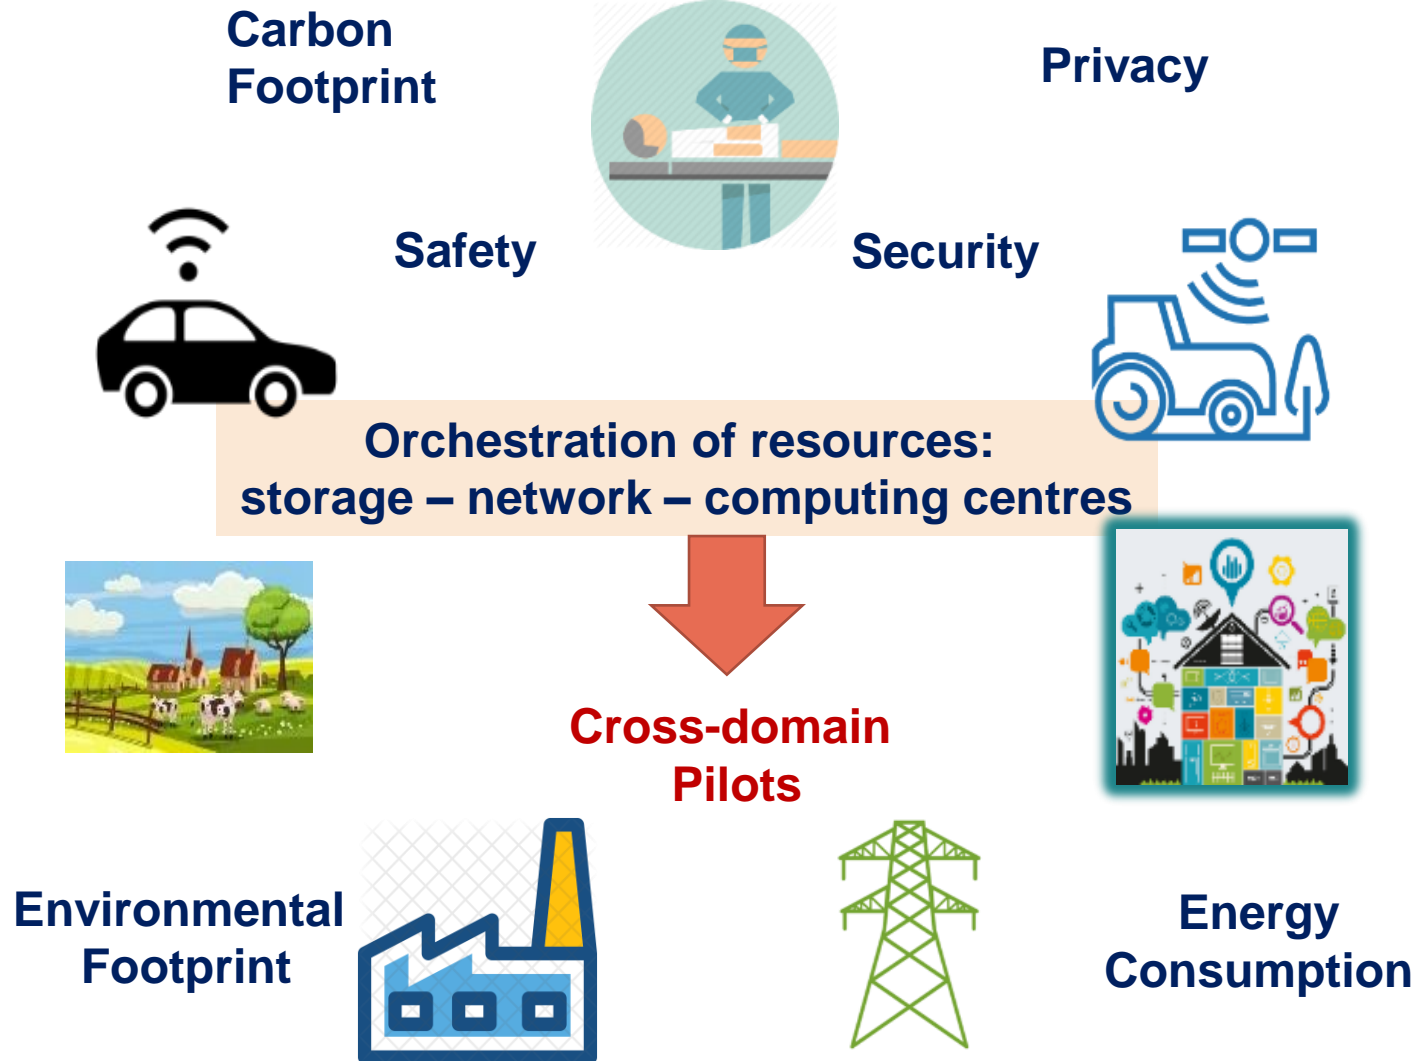 Carbon
Footprint
Privacy
Safety
Security
Orchestration of resources:
storage – network – computing centres
Cross-domain
Pilots
Environmental
Footprint
Energy
Consumption